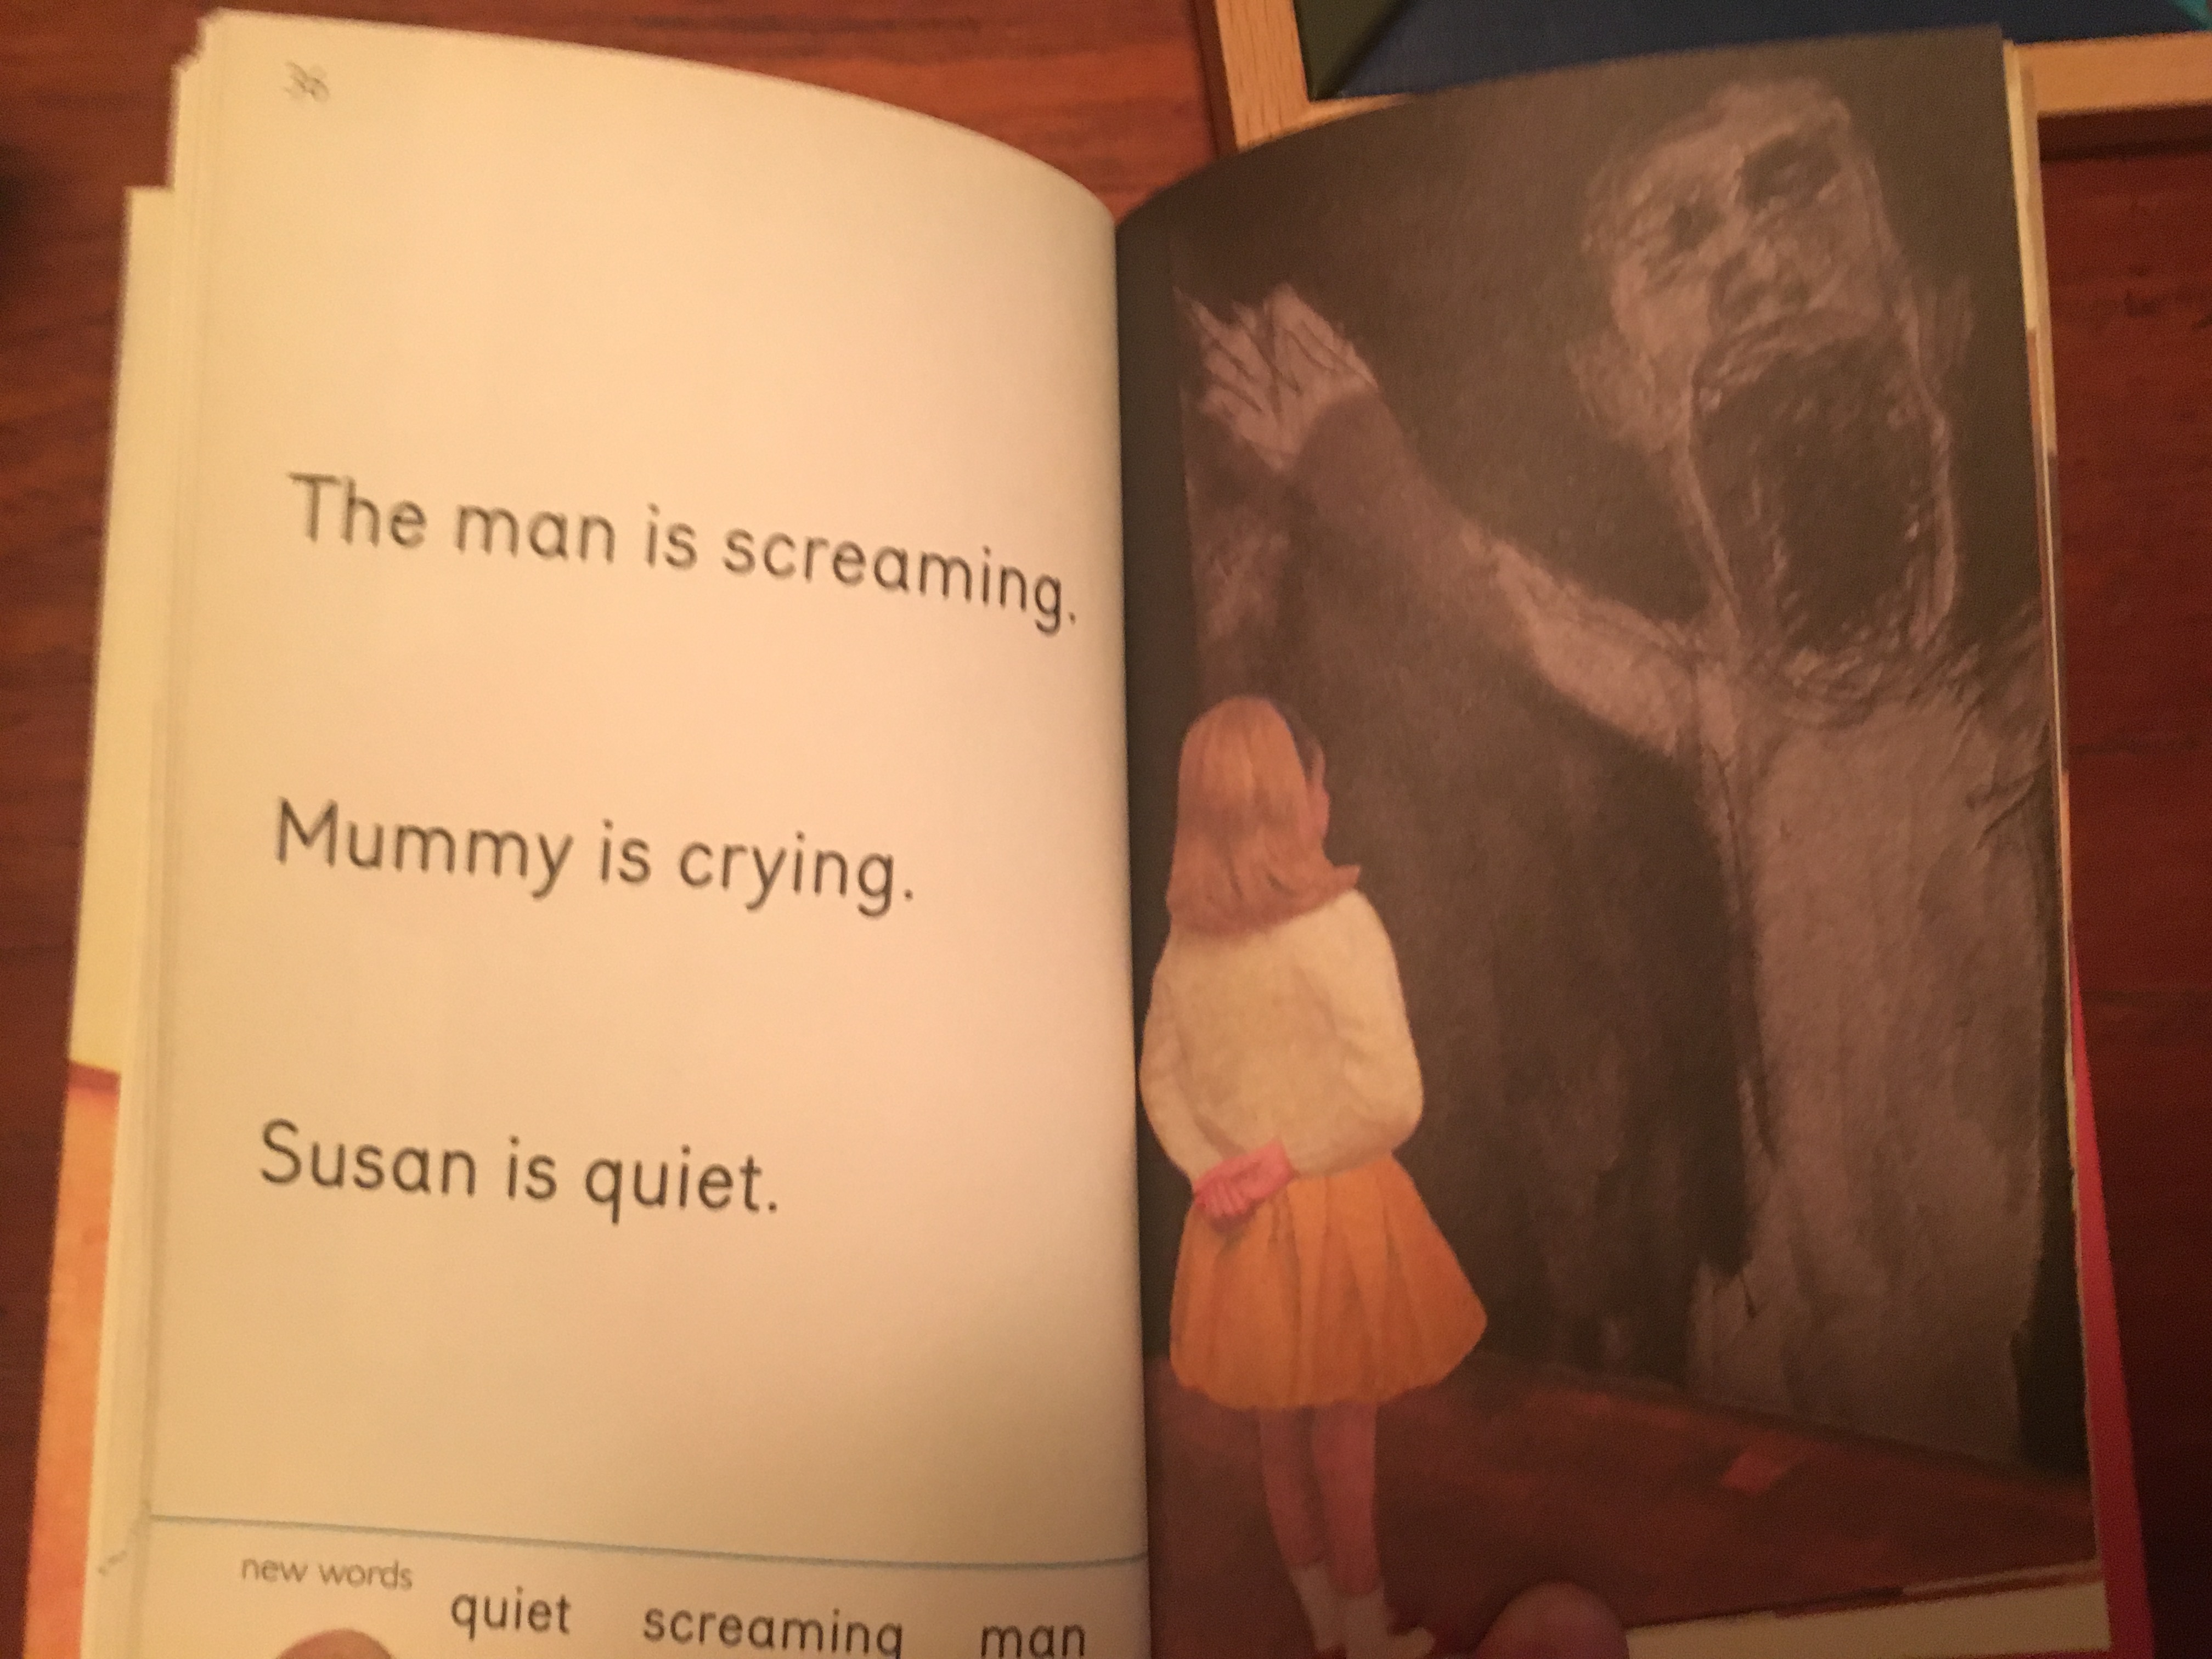 36
The man is screaming.
Mummy is crying.
Susan is quiet.
new words quiet screaming man